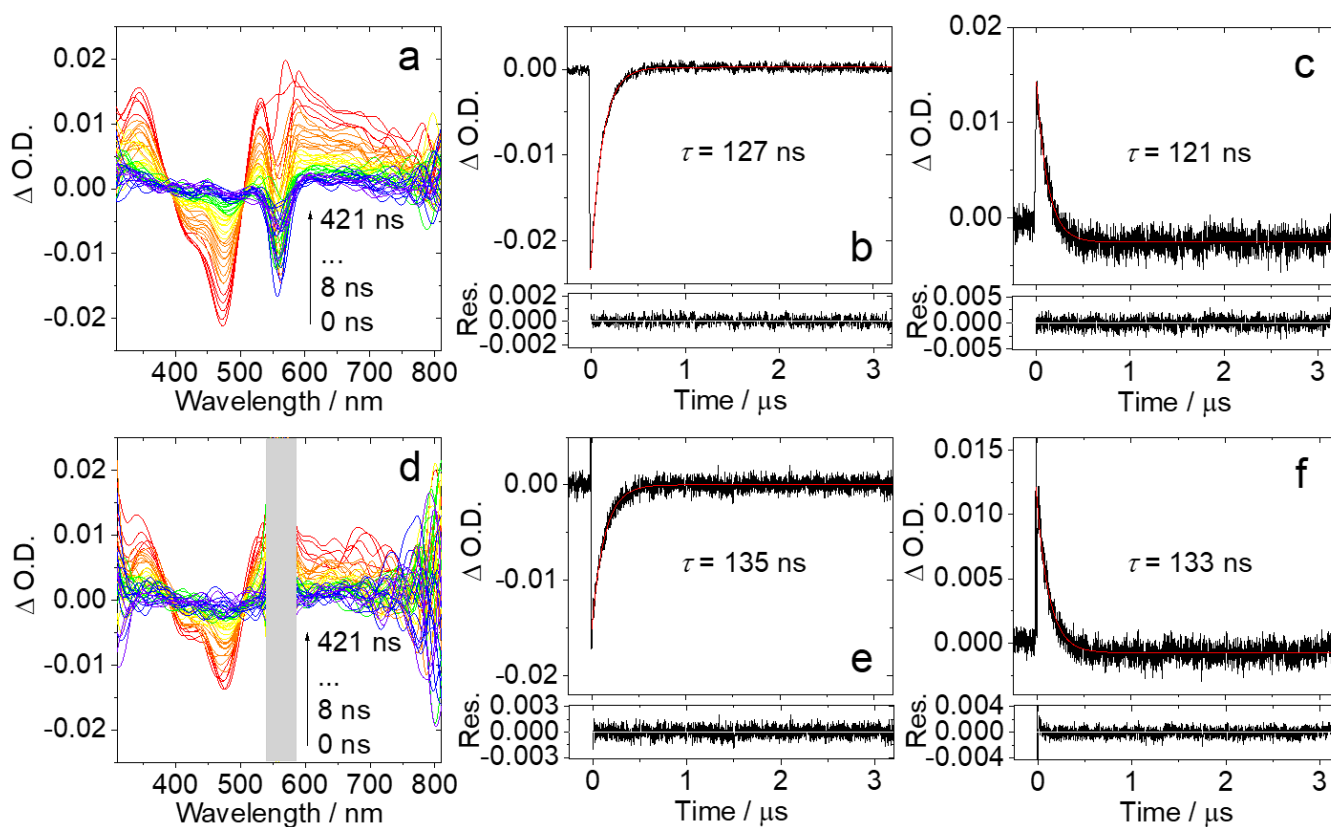 a
0.02
0.01
0.00
-0.01
-0.02
Δ O.D.
421 ns
...
8 ns
0 ns
400 500 600 700 800
Wavelength / nm
b
0.00
-0.01
-0.02
Δ O.D.
τ = 127 ns
0.002
0.000
-0.002
Res.
0 1 2 3
Time / μs
c
0.02
0.01
0.00
Δ O.D.
τ = 121 ns
0.005
0.000
-0.005
Res.
0 1 2 3
Time / μs
d
0.02
0.01
0.00
-0.01
-0.02
Δ O.D.
421 ns
...
8 ns
0 ns
400 500 600 700 800
Wavelength / nm
e
0.00
-0.01
-0.02
Δ O.D.
τ = 135 ns
0.003
0.000
-0.003
Res.
0 1 2 3
Time / μs
f
0.015
0.010
0.005
0.000
Δ O.D.
τ = 133 ns
0.004
0.000
-0.004
Res.
0 1 2 3
Time / μs